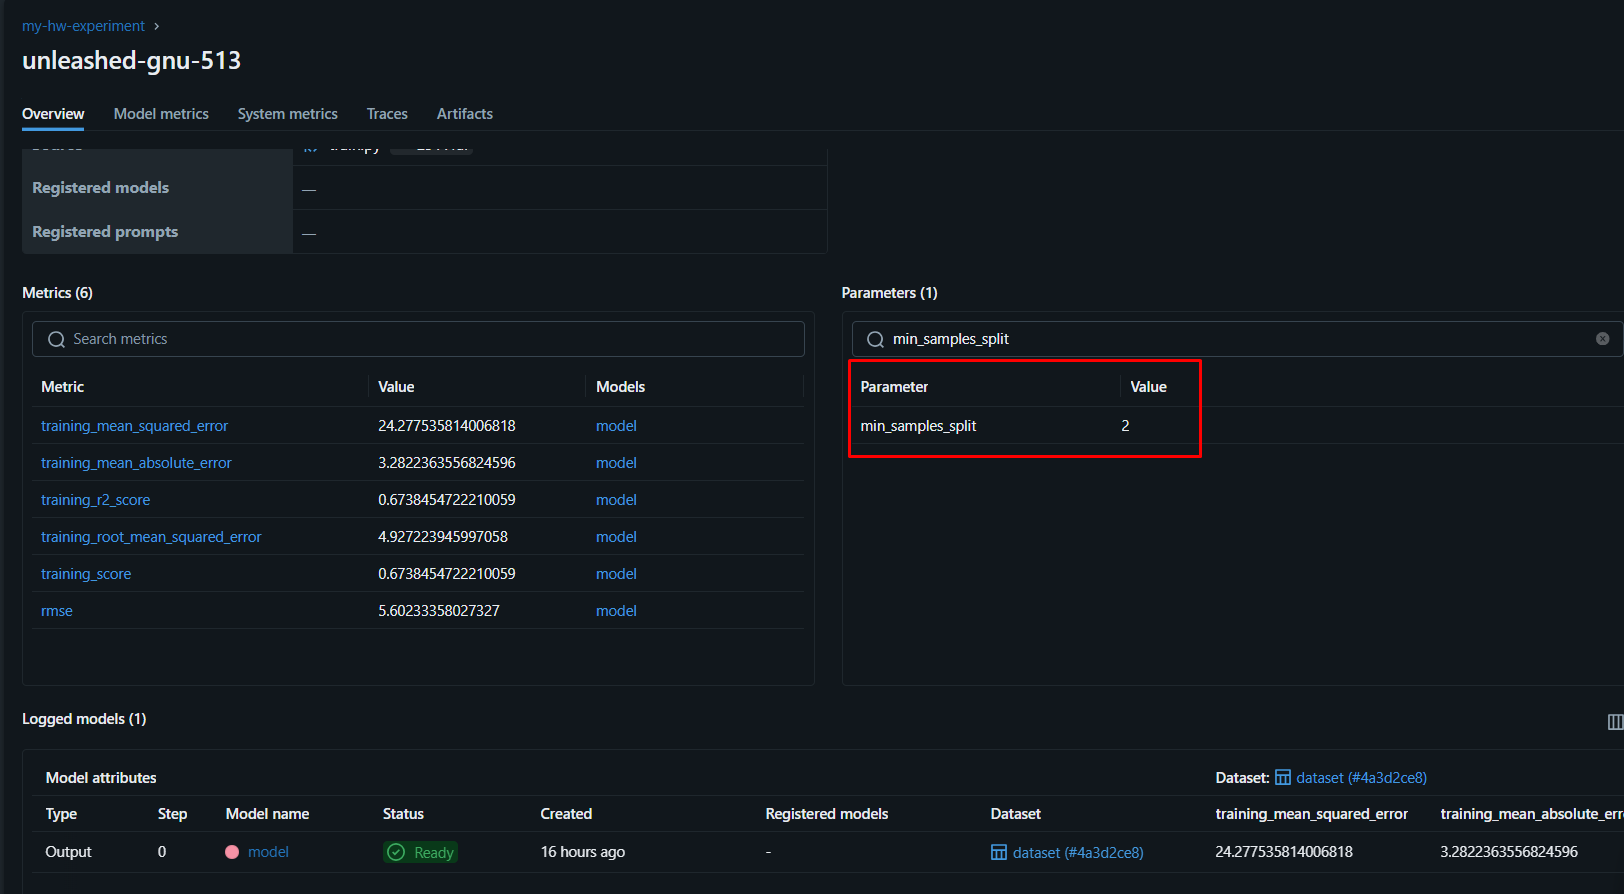 my-hw-experiment ›
unleashed-gnu-513
Overview Model metrics System metrics Traces Artifacts
Registered models —
Registered prompts —
Metrics (6)
Search metrics
Metric Value Models
training_mean_squared_error 24.277535814006818 model
training_mean_absolute_error 3.2822363556824596 model
training_r2_score 0.6738454722210059 model
training_root_mean_squared_error 4.927223945997058 model
training_score 0.6738454722210059 model
rmse 5.60233358027327 model
Parameters (1)
min_samples_split
Parameter Value
min_samples_split 2
Logged models (1)
Model attributes Dataset: dataset (#4a3d2ce8)
Type Step Model name Status Created Registered models Dataset training_mean_squared_error training_mean_absolute_err
Output 0 model Ready 16 hours ago - dataset (#4a3d2ce8) 24.277535814006818 3.2822363556824596